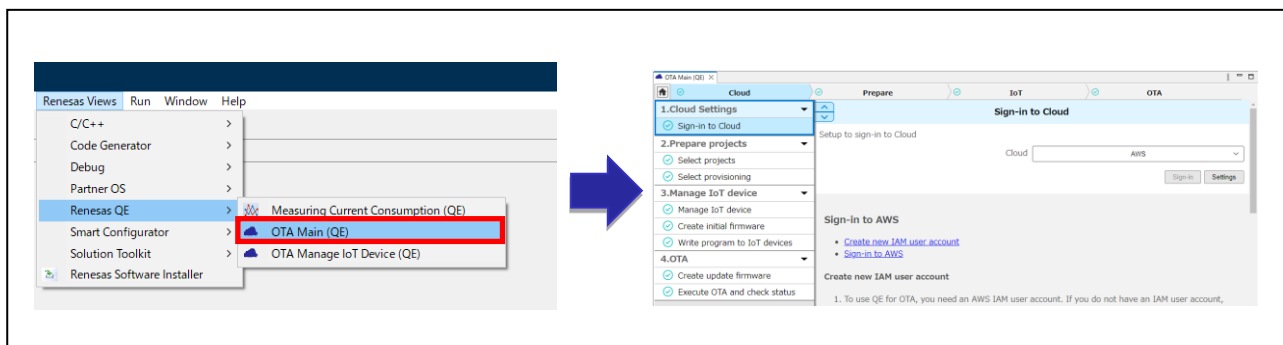 Renesas Views Run Window Help
C/C++ >
Code Generator >
Debug >
Partner OS >
Renesas QE >
Smart Configurator >
Solution Toolkit >
Renesas Software Installer
Measuring Current Consumption (QE)
OTA Main (QE)
OTA Manage IoT Device (QE)
OTA Main (QE) ×
Cloud Prepare IoT OTA
1.Cloud Settings
Sign-in to Cloud
2.Prepare projects
Select projects
Select provisioning
3.Manage IoT device
Manage IoT device
Create initial firmware
Write program to IoT devices
4.OTA
Create update firmware
Execute OTA and check status
Sign-in to Cloud
Setup to sign-in to Cloud
Cloud AWS
Sign-in Settings
Sign-in to AWS
• Create new IAM user account
• Sign-in to AWS
Create new IAM user account
1. To use QE for OTA, you need an AWS IAM user account. If you do not have an IAM user account,